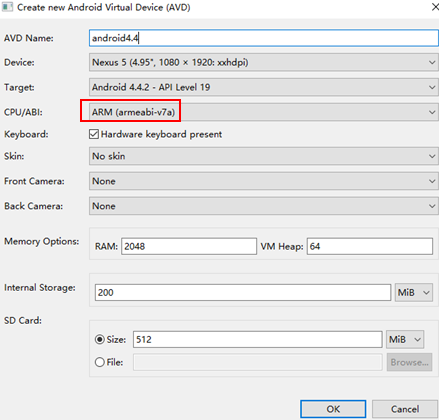 Create new Android Virtual Device (AVD)
AVD Name: android4.4
Device: Nexus 5 (4.95", 1080 × 1920: xxhdpi)
Target: Android 4.4.2 - API Level 19
CPU/ABI: ARM (armeabi-v7a)
Keyboard: Hardware keyboard present
Skin: No skin
Front Camera: None
Back Camera: None
Memory Options: RAM: 2048 VM Heap: 64
Internal Storage: 200 MiB
SD Card:
Size: 512 MiB
File: Browse...
OK Cancel